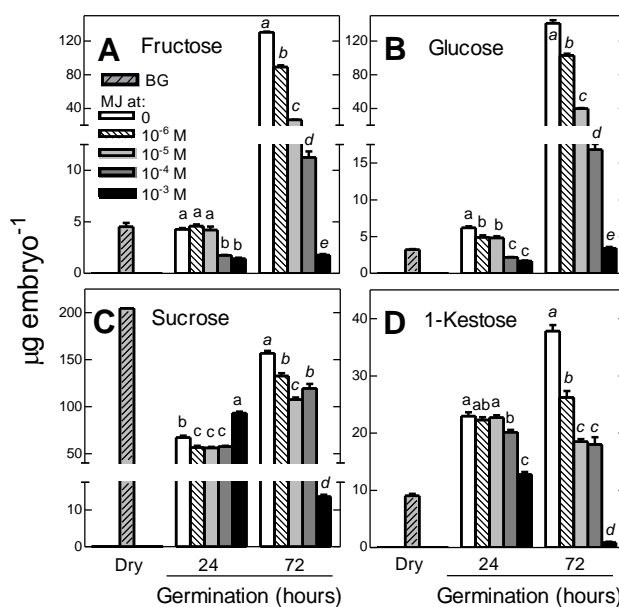 A Fructose
BG
MJ at:
0
10⁻⁶ M
10⁻⁵ M
10⁻⁴ M
10⁻³ M
120
80
40
10
5
0
a a a b b
a b c d e
B Glucose
120
80
40
15
10
5
0
a b b c c
a b c d e
µg embryo⁻¹
C Sucrose
200
150
100
50
10
0
b c c c a
a b c c d
D 1-Kestose
40
30
20
10
0
a ab a b c
a b c c d
Dry 24 72
Germination (hours)
Dry 24 72
Germination (hours)